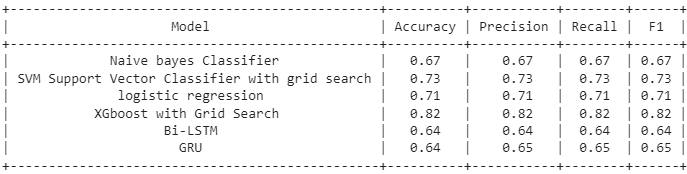 +------------------------------------------------+----------+-----------+--------+------+
| Model | Accuracy | Precision | Recall | F1 |
+------------------------------------------------+----------+-----------+--------+------+
| Naive bayes Classifier | 0.67 | 0.67 | 0.67 | 0.67 |
| SVM Support Vector Classifier with grid search | 0.73 | 0.73 | 0.73 | 0.73 |
| logistic regression | 0.71 | 0.71 | 0.71 | 0.71 |
| XGboost with Grid Search | 0.82 | 0.82 | 0.82 | 0.82 |
| Bi-LSTM | 0.64 | 0.64 | 0.64 | 0.64 |
| GRU | 0.64 | 0.65 | 0.65 | 0.65 |
+------------------------------------------------+----------+-----------+--------+------+